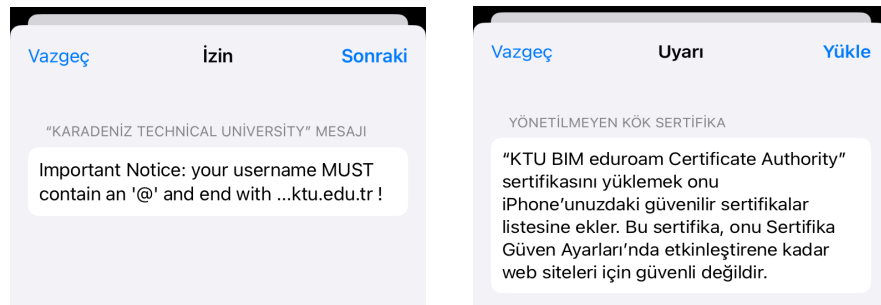 Vazgeç İzin Sonraki
“KARADENİZ TECHNİCAL UNİVERSİTY” MESAJI
Important Notice: your username MUST
contain an '@' and end with ...ktu.edu.tr !
Vazgeç Uyarı Yükle
YÖNETİLMEYEN KÖK SERTİFİKA
“KTU BIM eduroam Certificate Authority”
sertifikasını yüklemek onu
iPhone’unuzdaki güvenilir sertifikalar
listesine ekler. Bu sertifika, onu Sertifika
Güven Ayarları’nda etkinleştirene kadar
web siteleri için güvenli değildir.